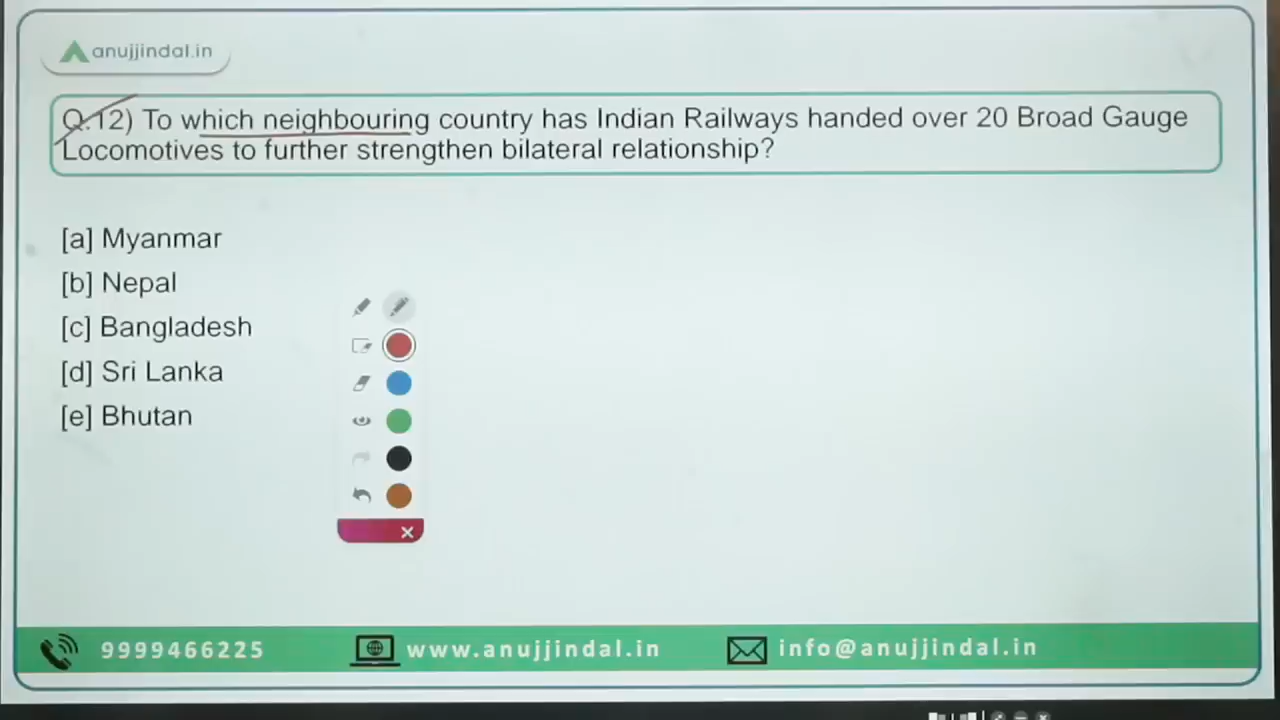 anujjindal.in
Q.12) To which neighbouring country has Indian Railways handed over 20 Broad Gauge
Locomotives to further strengthen bilateral relationship?
[a] Myanmar
[b] Nepal
[c] Bangladesh
[d] Sri Lanka
[e] Bhutan
9999466225
www.anujjindal.in
info@anujjindal.in